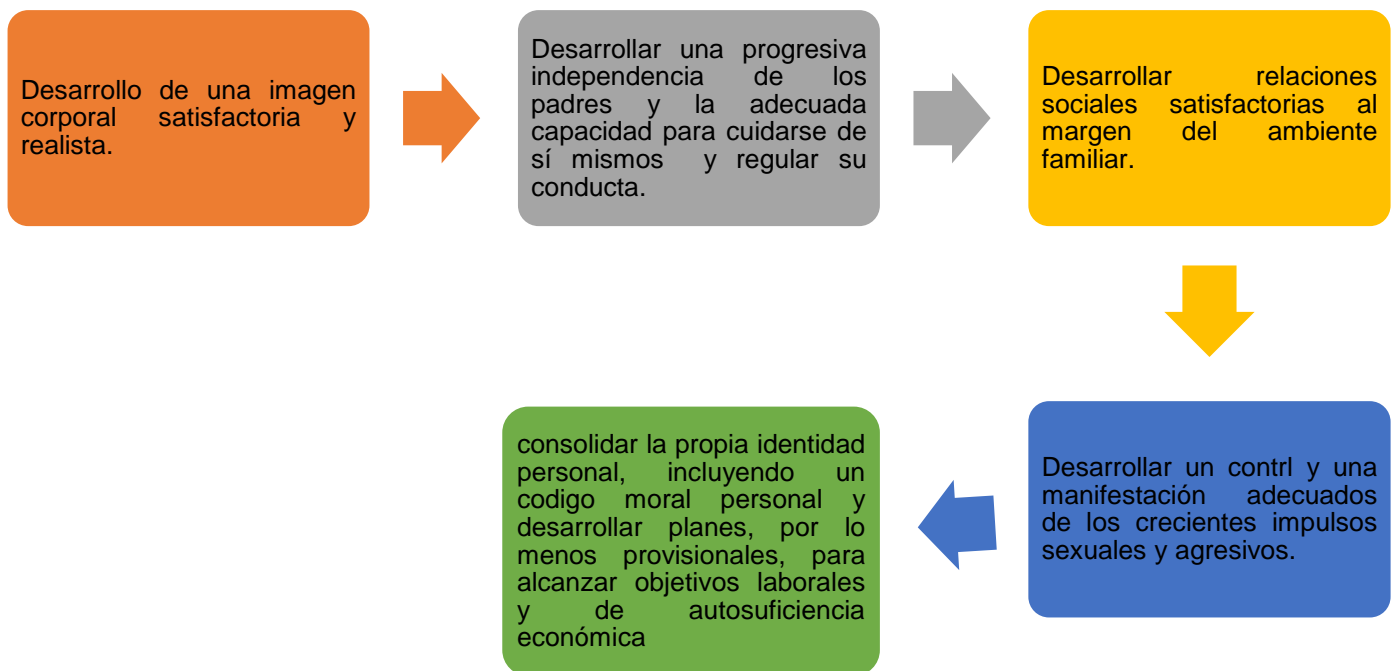 Desarrollo de una imagen
corporal satisfactoria y
realista.
Desarrollar una progresiva
independencia de los
padres y la adecuada
capacidad para cuidarse de
sí mismos y regular su
conducta.
Desarrollar relaciones
sociales satisfactorias al
margen del ambiente
familiar.
Desarrollar un contrl y una
manifestación adecuados
de los crecientes impulsos
sexuales y agresivos.
consolidar la propia identidad
personal, incluyendo un
codigo moral personal y
desarrollar planes, por lo
menos provisionales, para
alcanzar objetivos laborales
y de autosuficiencia
económica